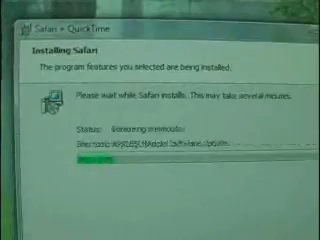 Safari + QuickTime
Installing Safari
The program features you selected are being installed.
Please wait while Safari installs. This may take several minutes.
Status: